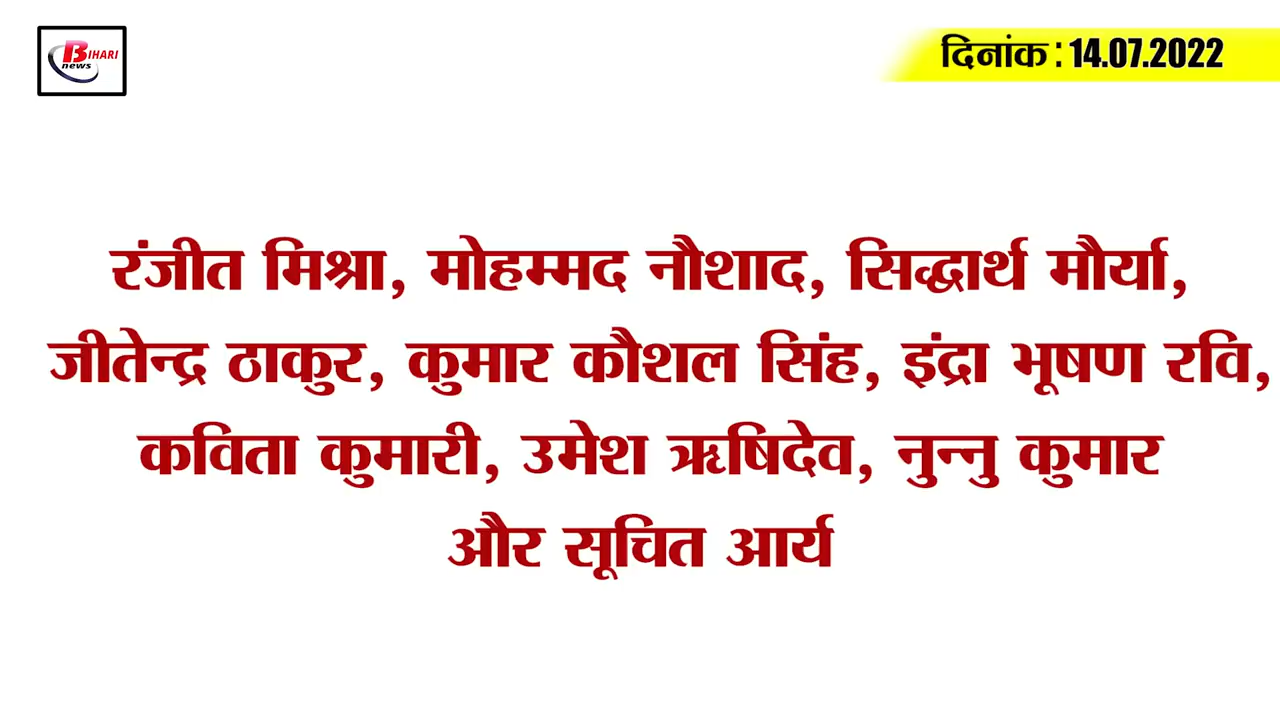 BIHARI
news
दिनांक : 14.07.2022
रंजीत मिश्रा, मोहम्मद नौशाद, सिद्धार्थ मौर्या,
जीतेन्द्र ठाकुर, कुमार कौशल सिंह, इंद्रा भूषण रवि,
कविता कुमारी, उमेश ऋषिदेव, नुन्नु कुमार
और सूचित आर्य